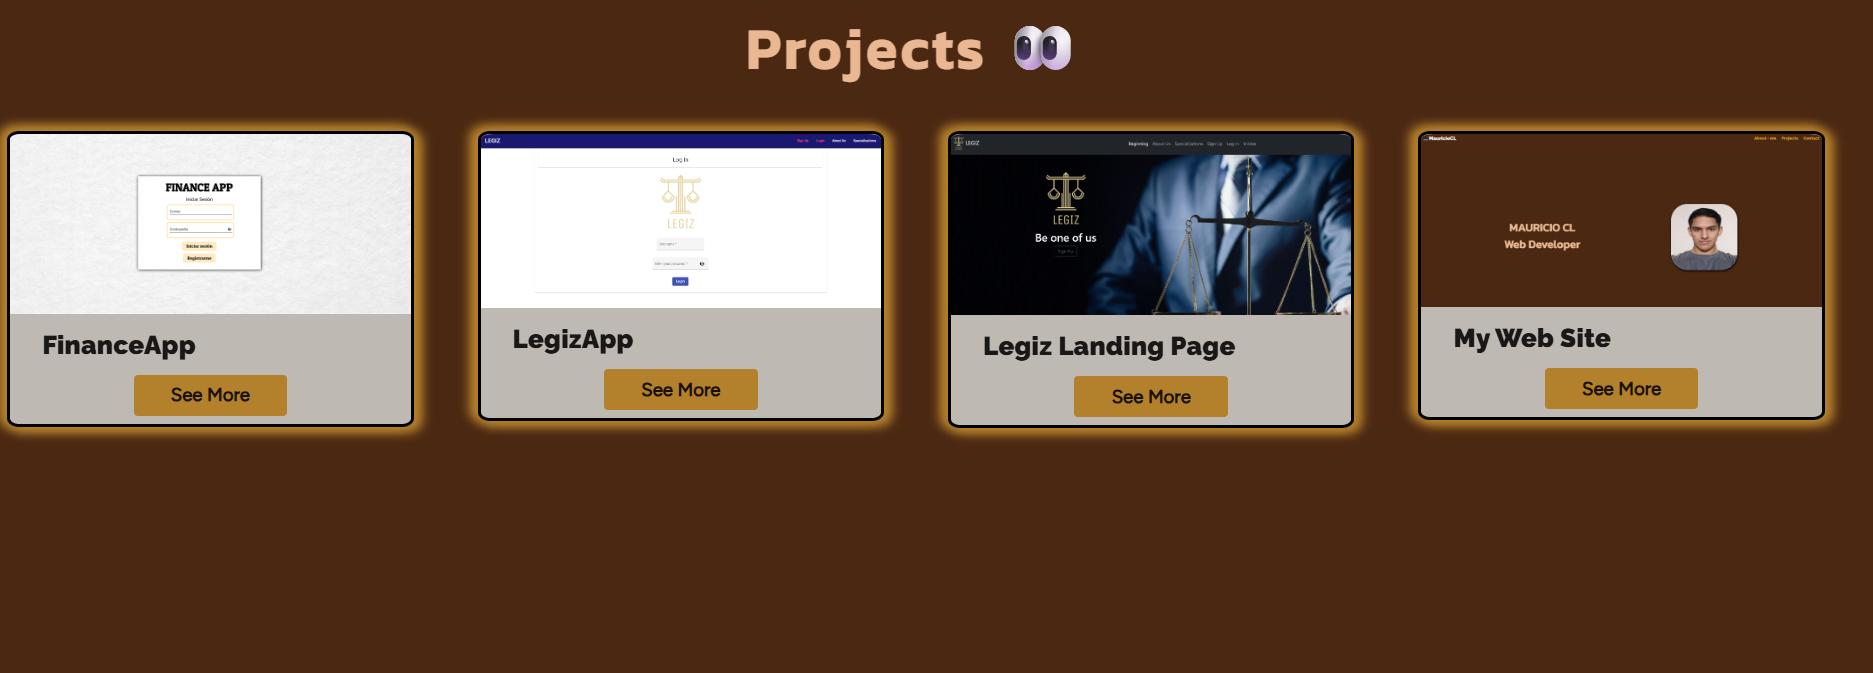 Projects
FINANCE APP
Iniciar Sesión
Correo
Contraseña
Iniciar sesión
Registrarse
FinanceApp
See More
LEGIZ
Sign Up Login About Us Specializations
Log In
LEGIZ
Login
LegizApp
See More
LEGIZ
Beginning About Us Specializations Sign Up Log in
LEGIZ
Be one of us
Sign Up
Legiz Landing Page
See More
MauricioCL
About - me Projects Contact
MAURICIO CL
Web Developer
My Web Site
See More